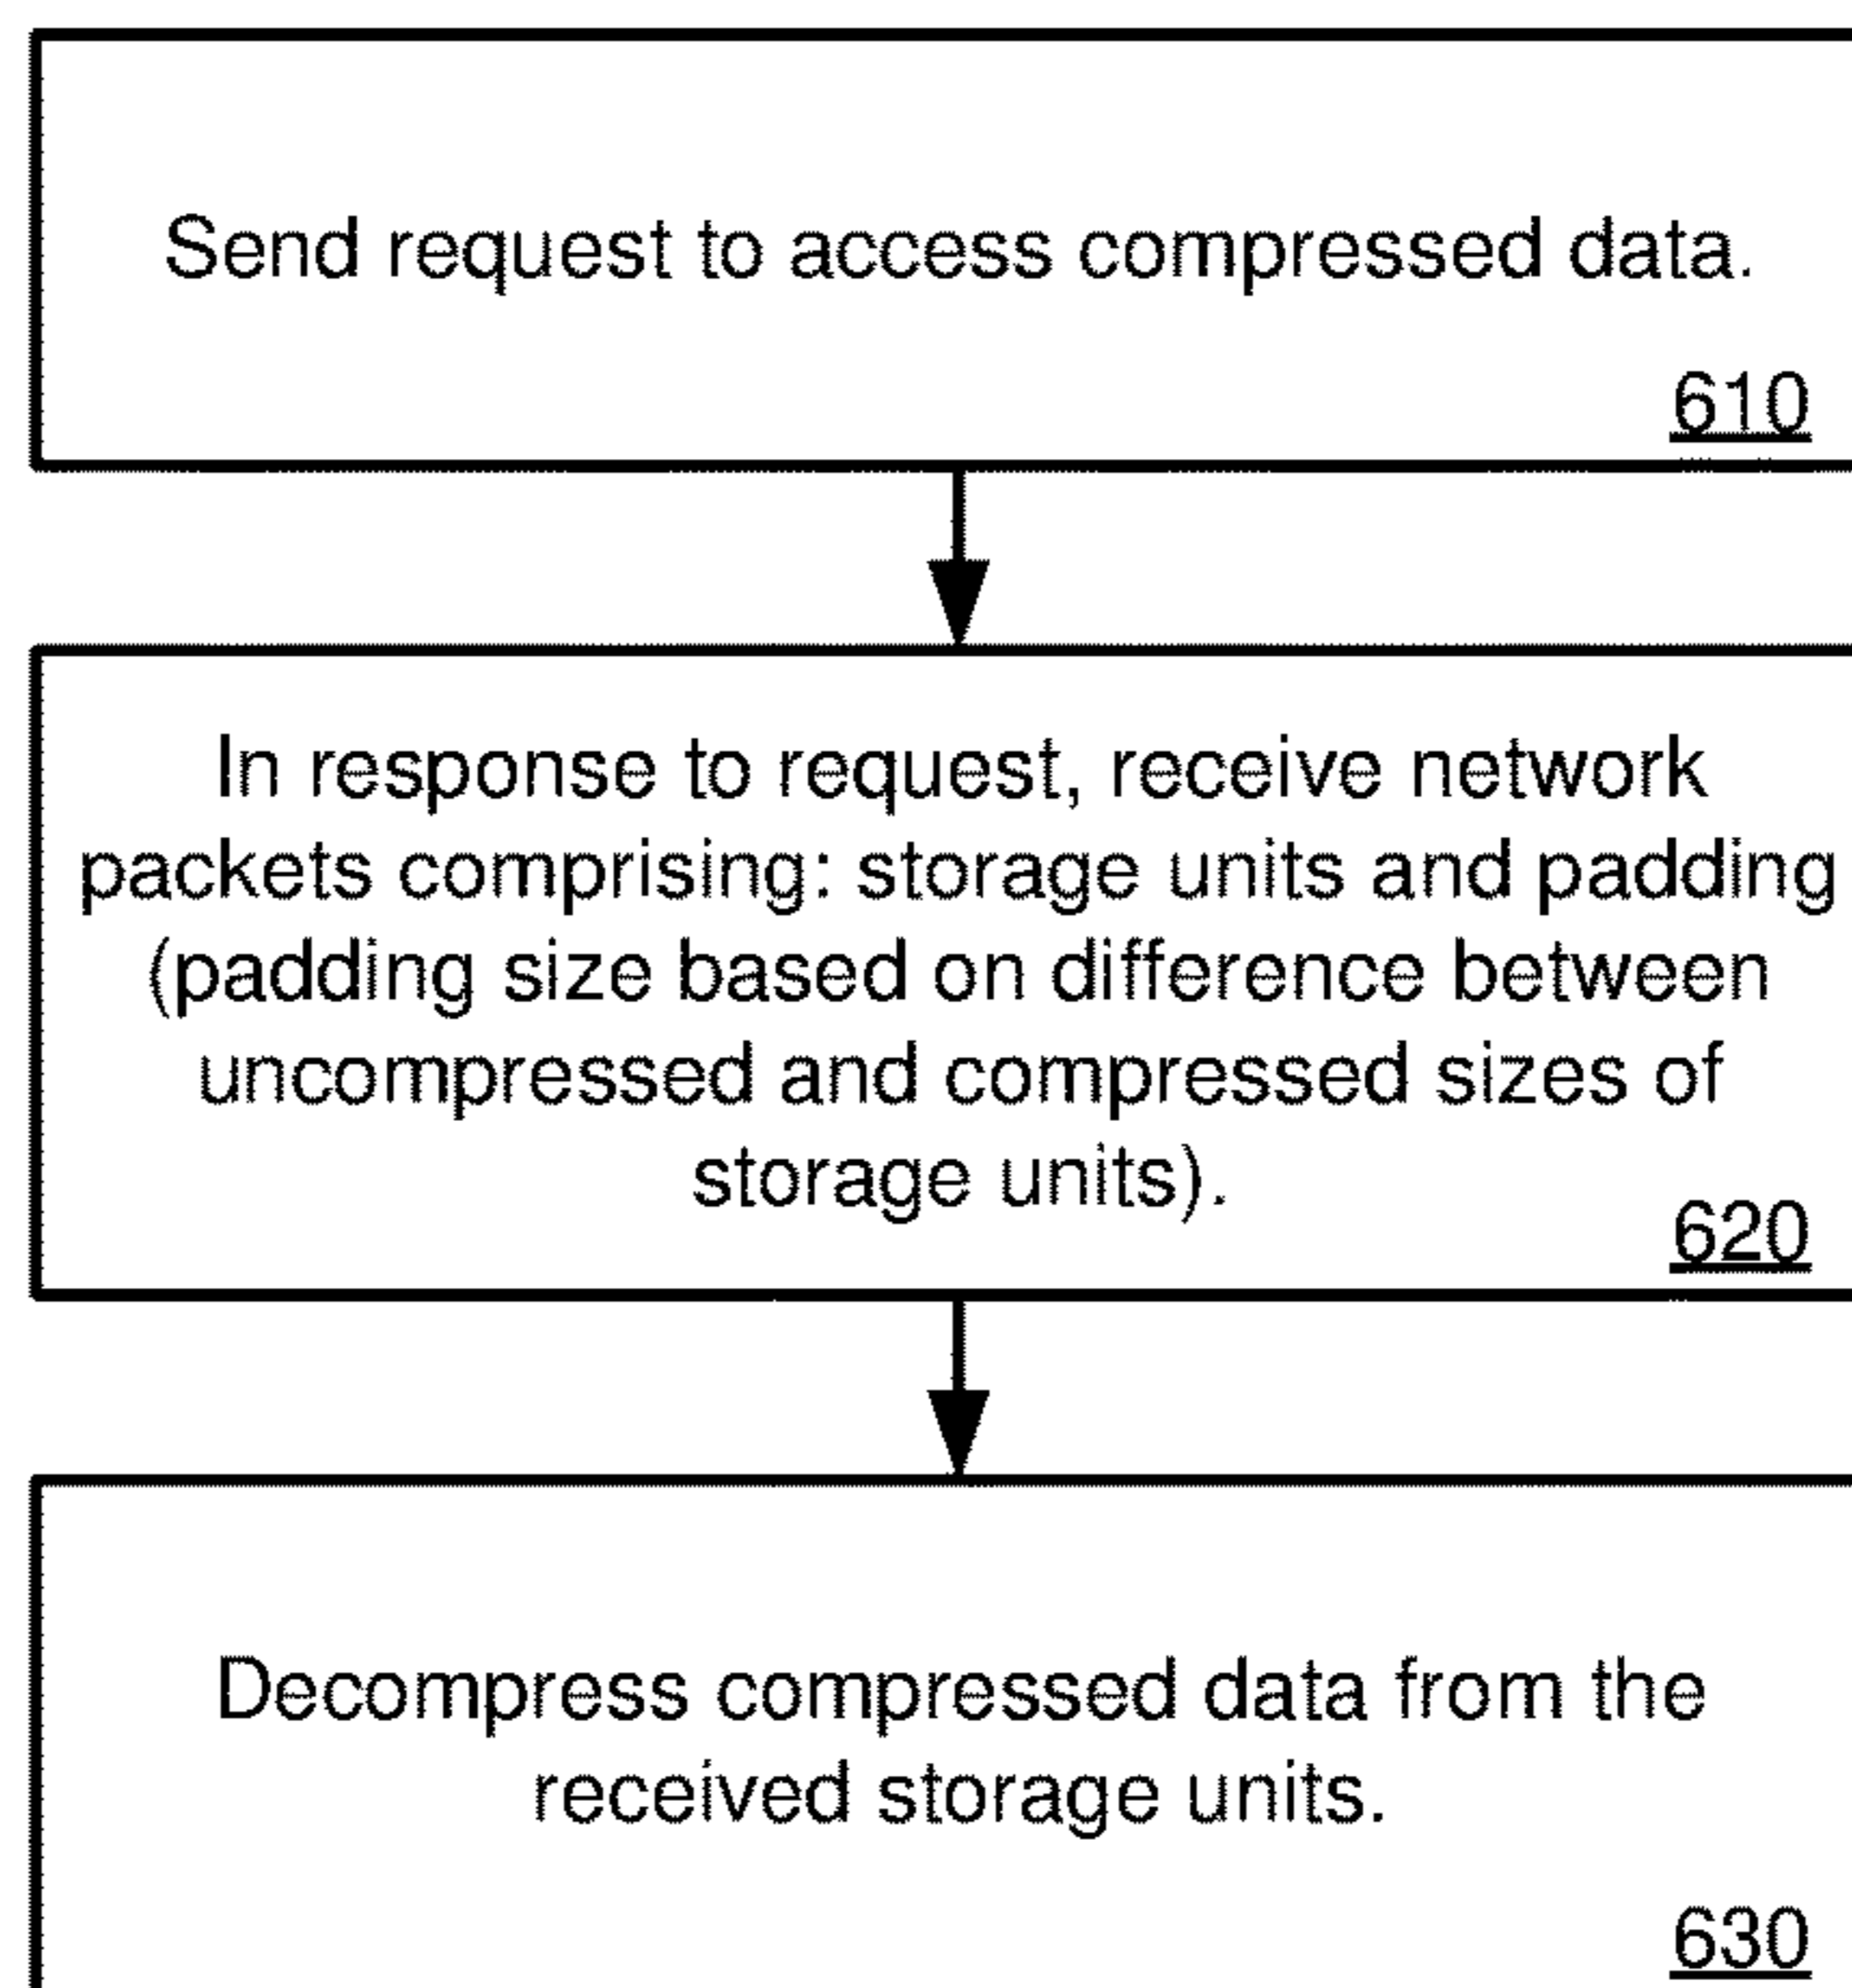 Send request to access compressed data.
610
In response to request, receive network
packets comprising: storage units and padding
(padding size based on difference between
uncompressed and compressed sizes of
storage units).
620
Decompress compressed data from the
received storage units.
630